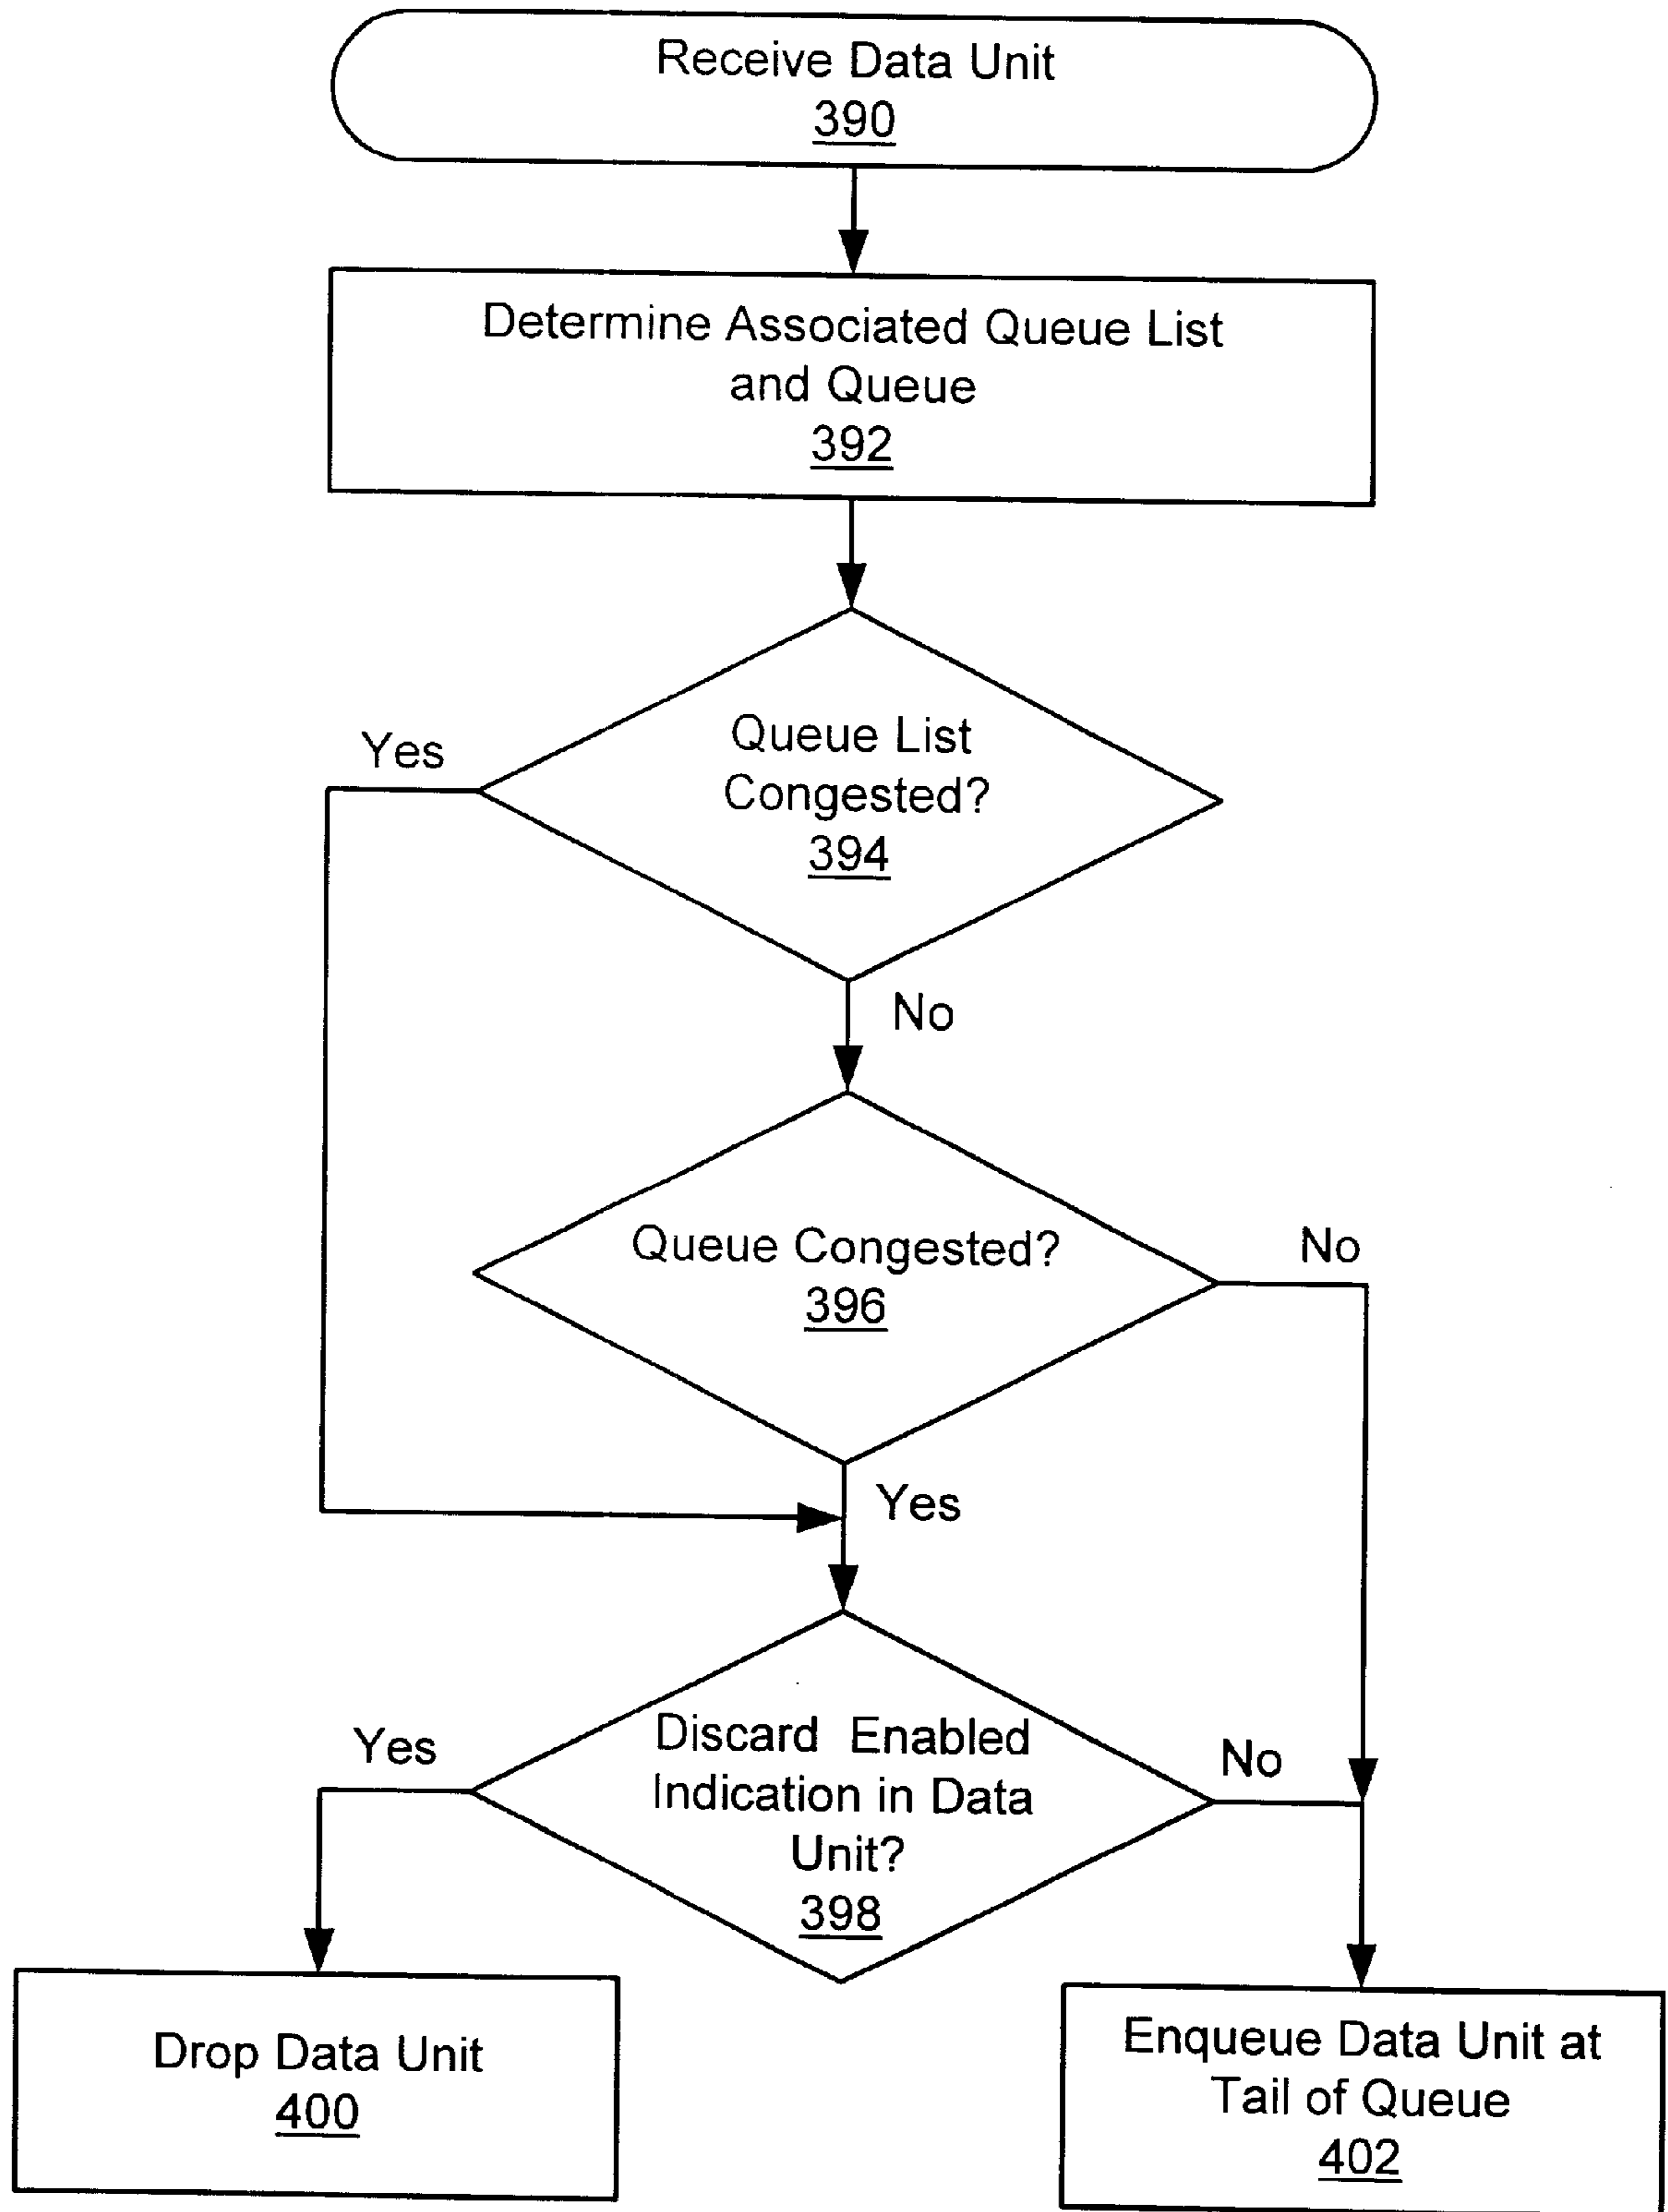 Receive Data Unit
390
Determine Associated Queue List
and Queue
392
Queue List
Congested?
394
Yes
No
Queue Congested?
396
No
Yes
Discard Enabled
Indication in Data
Unit?
398
Yes
No
Drop Data Unit
400
Enqueue Data Unit at
Tail of Queue
402